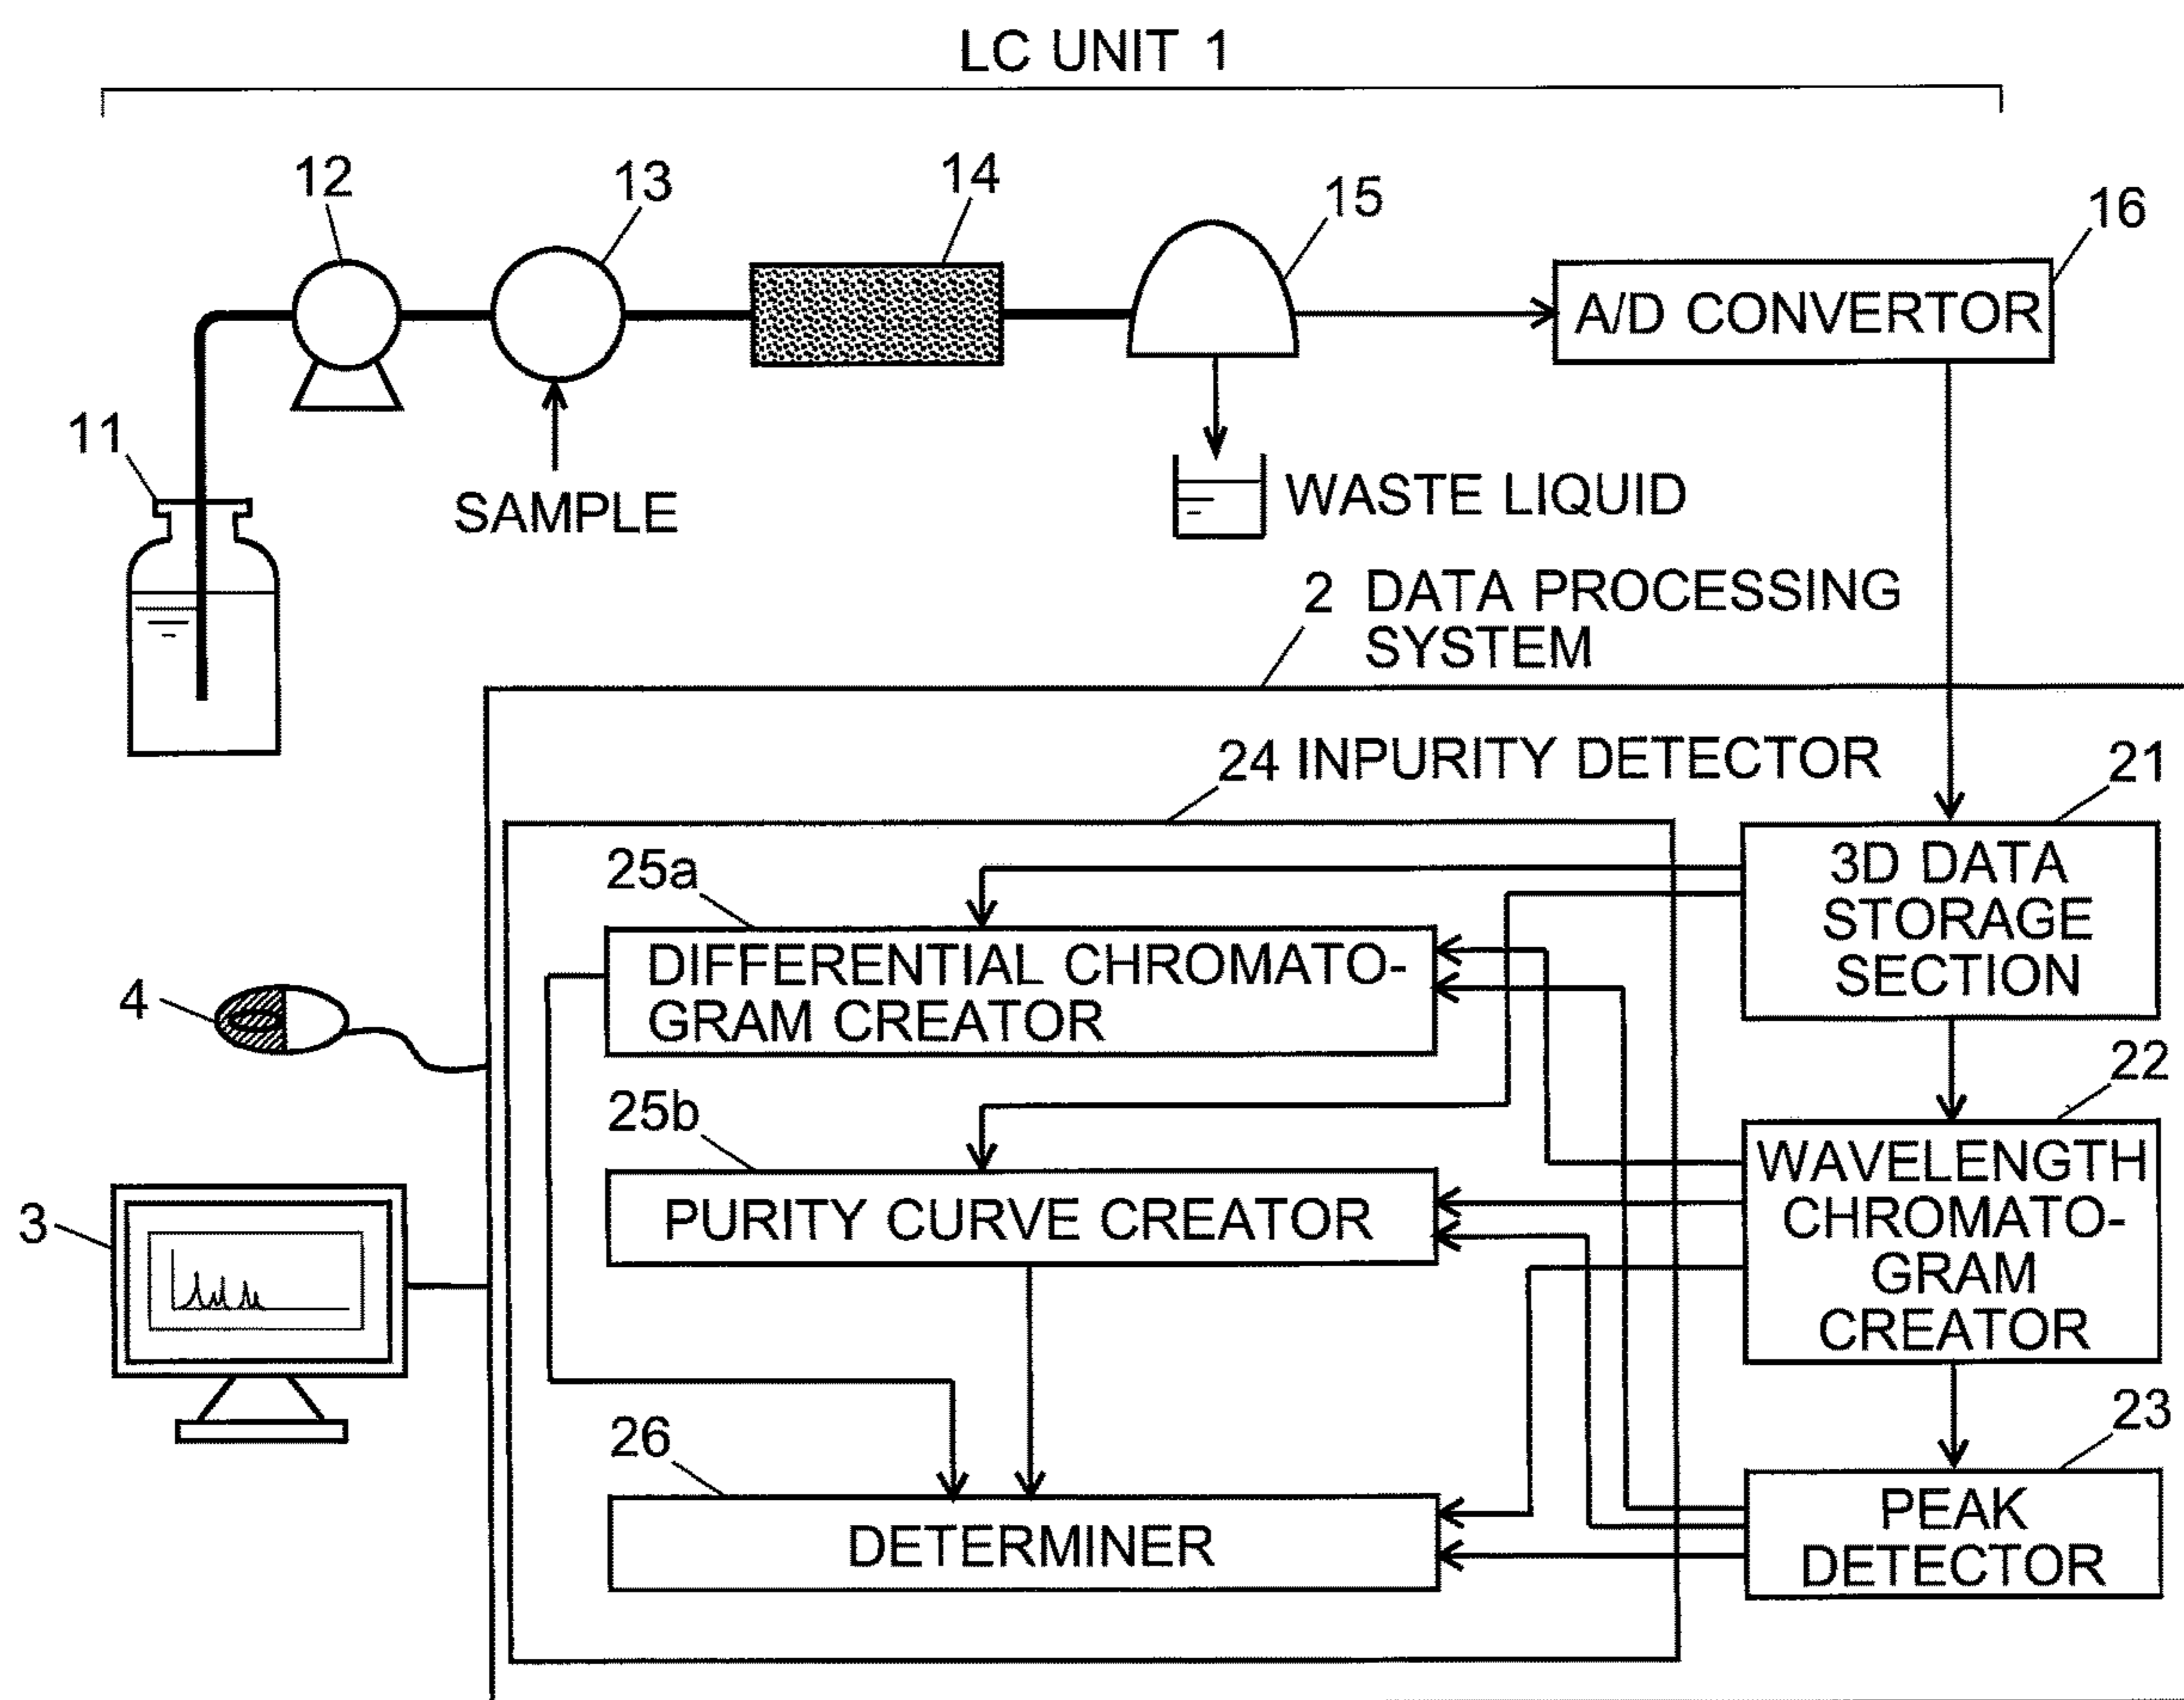 LC UNIT 1
12
13
14
15
16
A/D CONVERTOR
11
SAMPLE
WASTE LIQUID
2 DATA PROCESSING
SYSTEM
24 INPURITY DETECTOR
21
3D DATA
STORAGE
SECTION
25a
DIFFERENTIAL CHROMATO-
GRAM CREATOR
4
22
WAVELENGTH
CHROMATO-
GRAM
CREATOR
25b
PURITY CURVE CREATOR
3
23
PEAK
DETECTOR
26
DETERMINER